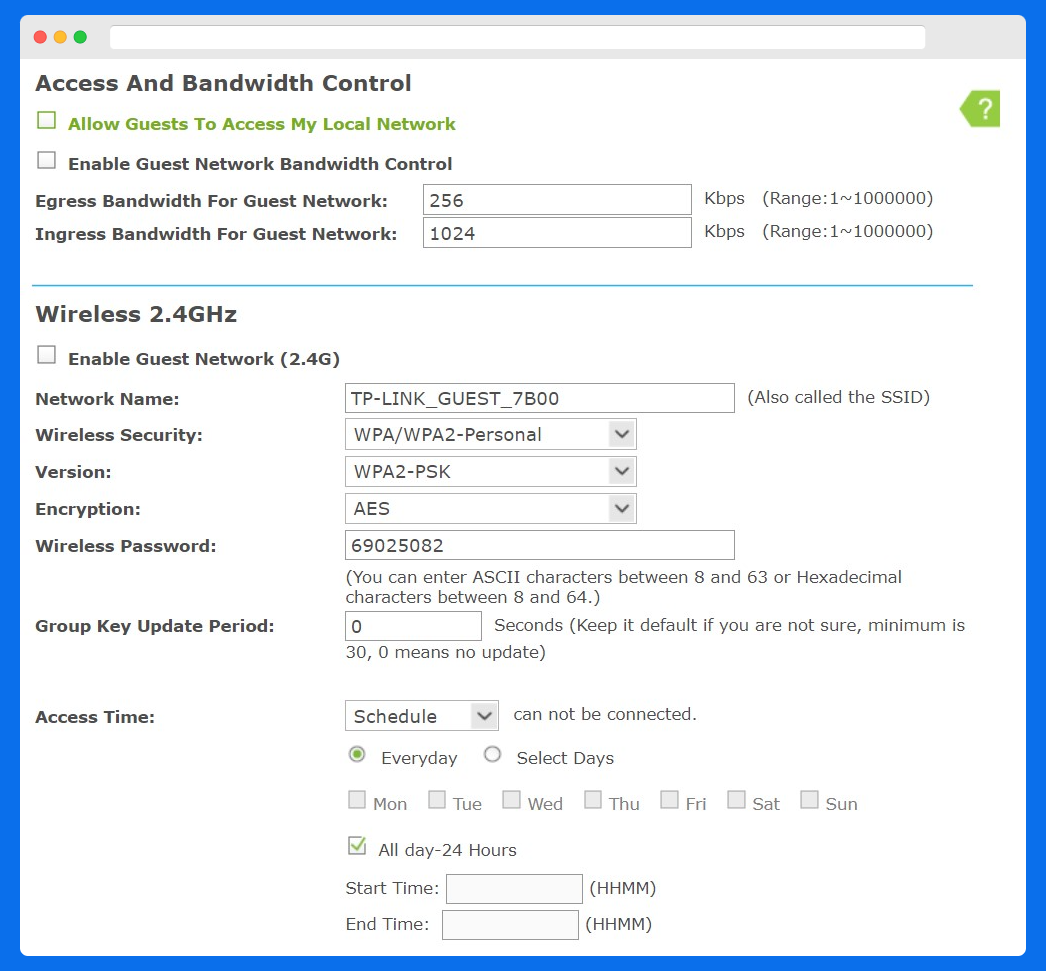 Access And Bandwidth Control
?
Allow Guests To Access My Local Network
Enable Guest Network Bandwidth Control
Egress Bandwidth For Guest Network: 256 Kbps (Range:1~1000000)
Ingress Bandwidth For Guest Network: 1024 Kbps (Range:1~1000000)
Wireless 2.4GHz
Enable Guest Network (2.4G)
Network Name: TP-LINK_GUEST_7B00 (Also called the SSID)
Wireless Security: WPA/WPA2-Personal
Version: WPA2-PSK
Encryption: AES
Wireless Password: 69025082
(You can enter ASCII characters between 8 and 63 or Hexadecimal
characters between 8 and 64.)
Group Key Update Period: 0 Seconds (Keep it default if you are not sure, minimum is
30, 0 means no update)
Access Time: Schedule can not be connected.
Everyday Select Days
Mon Tue Wed Thu Fri Sat Sun
All day-24 Hours
Start Time: (HHMM)
End Time: (HHMM)